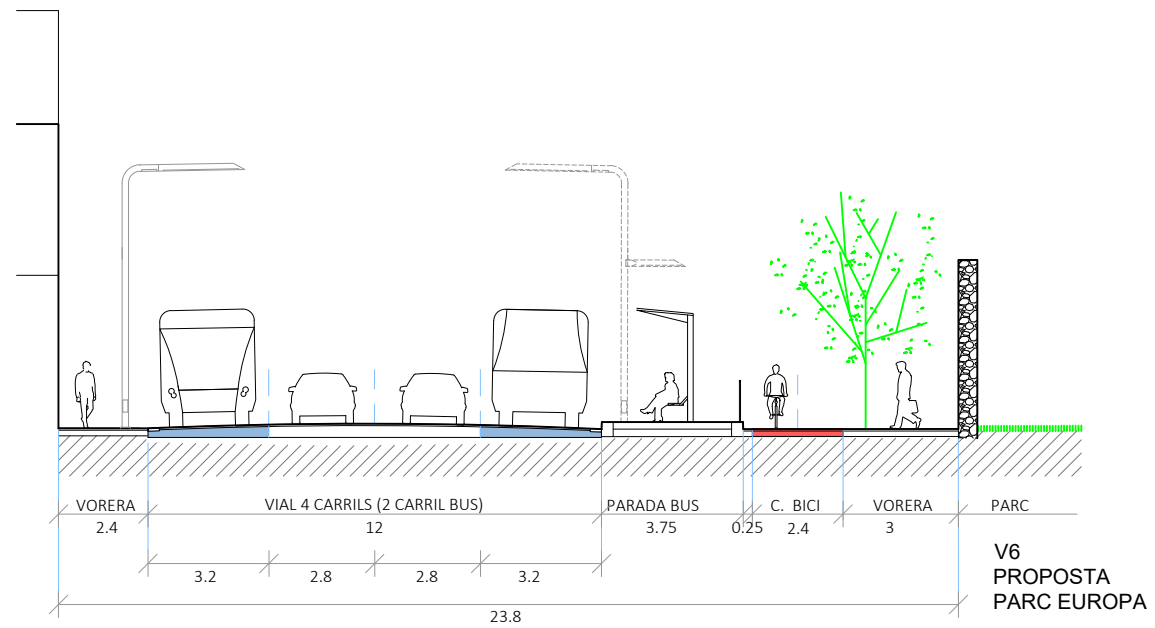 VORERA
2.4
VIAL 4 CARRILS (2 CARRIL BUS)
12
PARADA BUS
3.75
0.25
C. BICI
2.4
VORERA
3
PARC
3.2
2.8
2.8
3.2
23.8
V6
PROPOSTA
PARC EUROPA